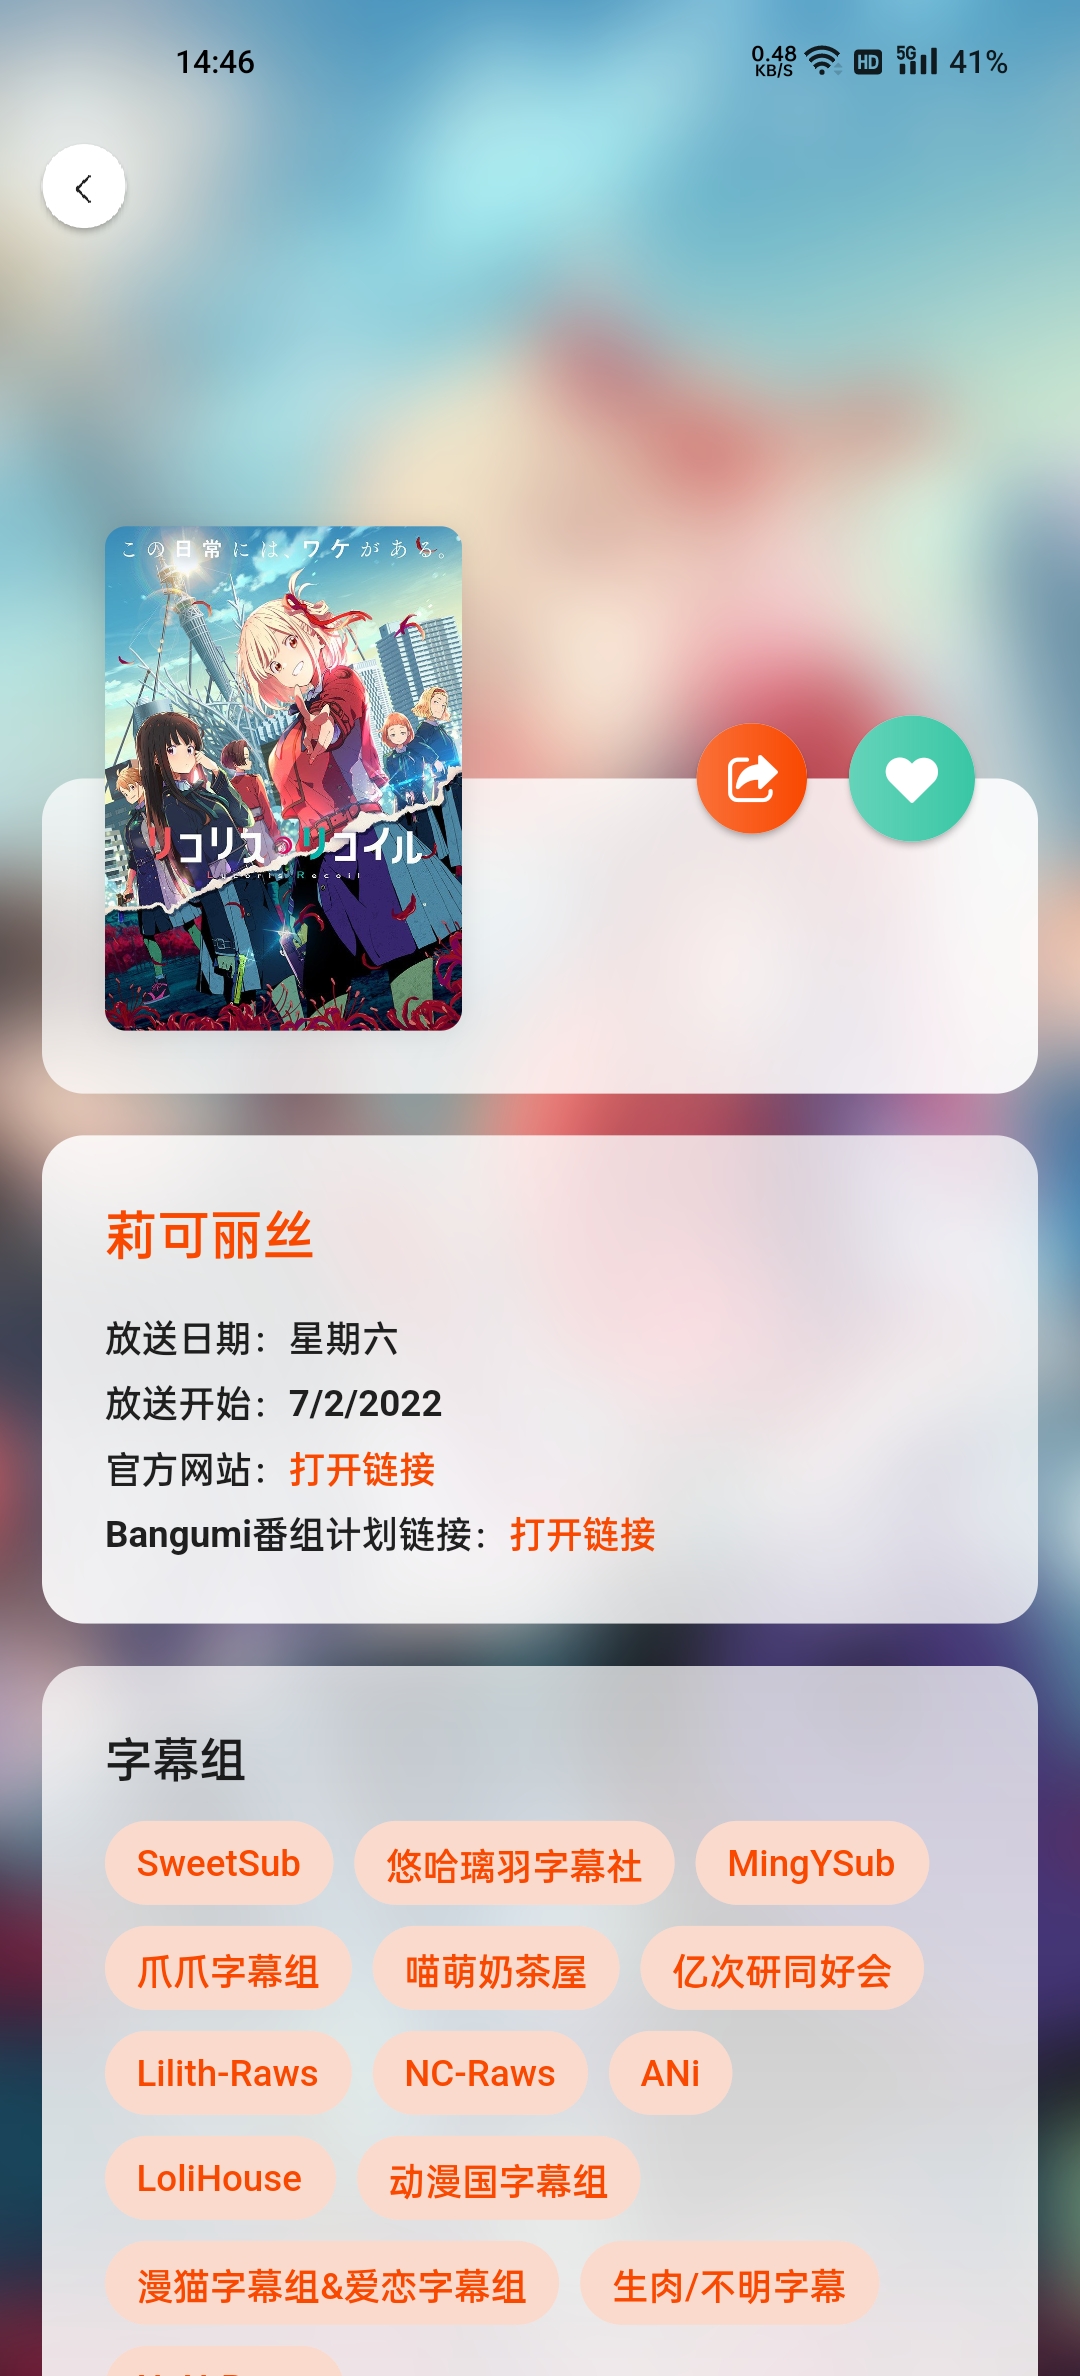 14:46
0.48 KB/S HD 5G 41%
この日常には、ワケがある。
リコリス・リコイル
Lycoris Recoil
莉可丽丝
放送日期：星期六
放送开始：7/2/2022
官方网站：打开链接
Bangumi番组计划链接：打开链接
字幕组
SweetSub 悠哈璃羽字幕社 MingYSub
爪爪字幕组 喵萌奶茶屋 亿次研同好会
Lilith-Raws NC-Raws ANi
LoliHouse 动漫国字幕组
漫猫字幕组&爱恋字幕组 生肉/不明字幕